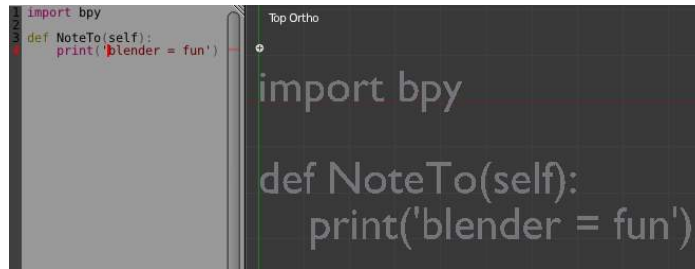 1 import bpy
2
3 def NoteTo(self):
4     print('blender = fun')
Top Ortho
import bpy
def NoteTo(self):
    print('blender = fun')